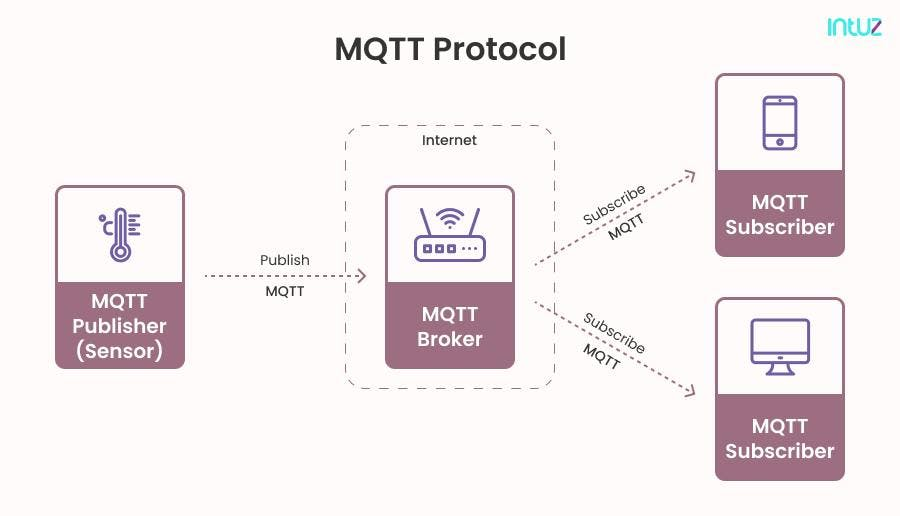 MQTT Protocol
INTUZ
Internet
°C
MQTT
Publisher
(Sensor)
Publish
MQTT
MQTT
Broker
Subscribe
MQTT
Subscribe
MQTT
MQTT
Subscriber
MQTT
Subscriber